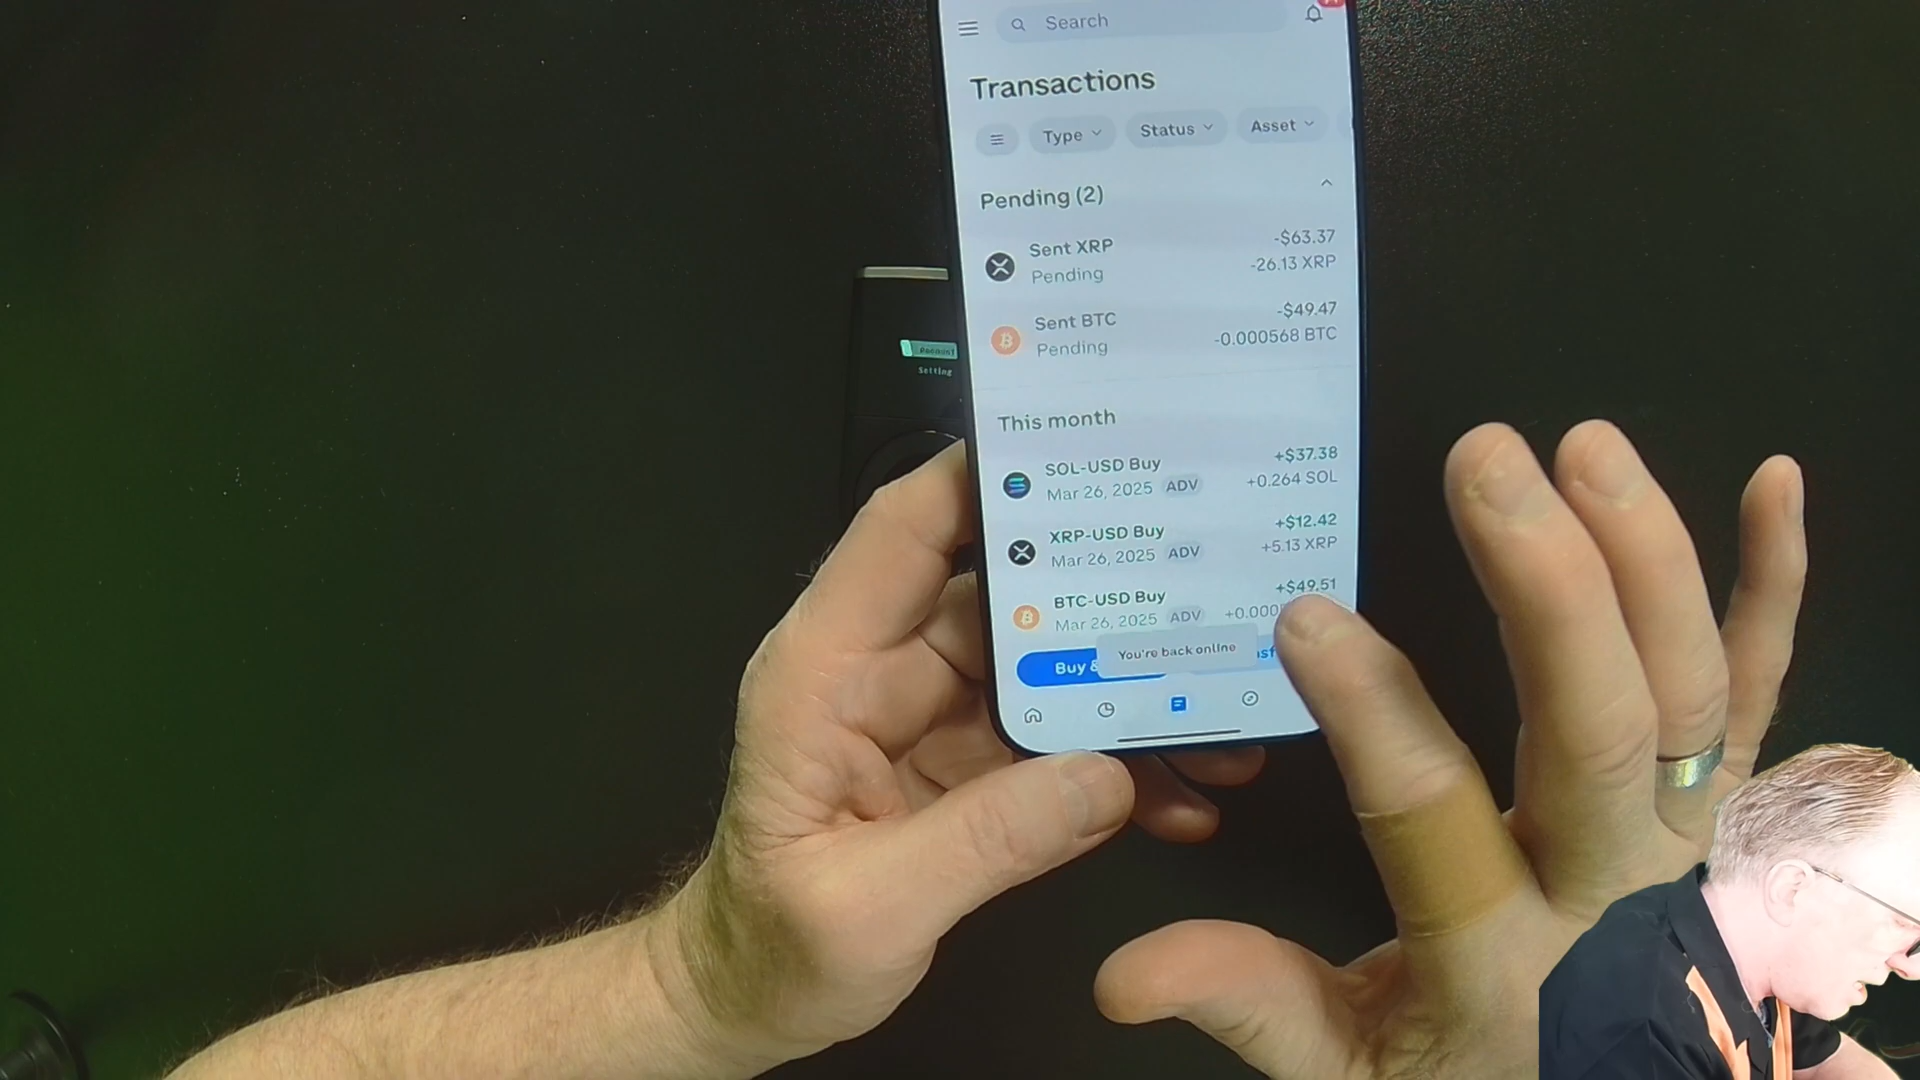 Search
Transactions
Type
Status
Asset
Pending (2)
Sent XRP
-$63.37
Pending
-26.13 XRP
Sent BTC
-$49.47
Pending
-0.000568 BTC
This month
SOL-USD Buy
+$37.38
Mar 26, 2025 ADV
+0.264 SOL
XRP-USD Buy
+$12.42
Mar 26, 2025 ADV
+5.13 XRP
BTC-USD Buy
+$49.51
Mar 26, 2025 ADV
+0.000
You're back online
Buy &
Setting